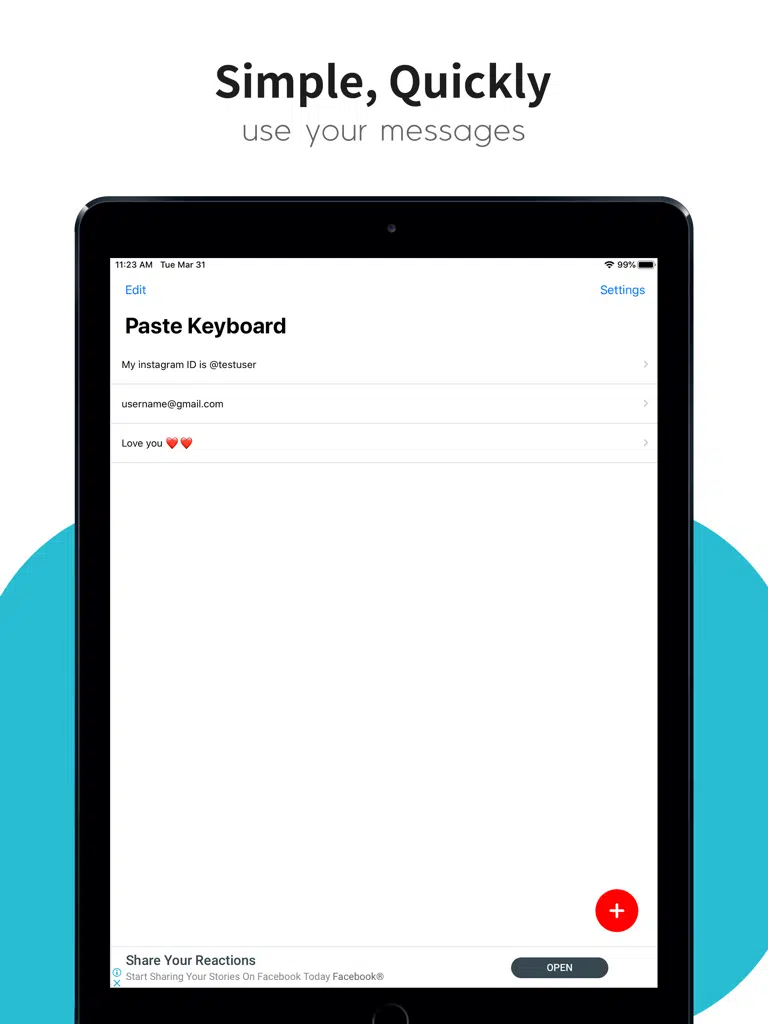 Simple, Quickly
use your messages
11:23 AM Tue Mar 31
99%
Edit
Settings
Paste Keyboard
My instagram ID is @testuser
username@gmail.com
Love you ❤️❤️
Share Your Reactions
Start Sharing Your Stories On Facebook Today Facebook®
OPEN